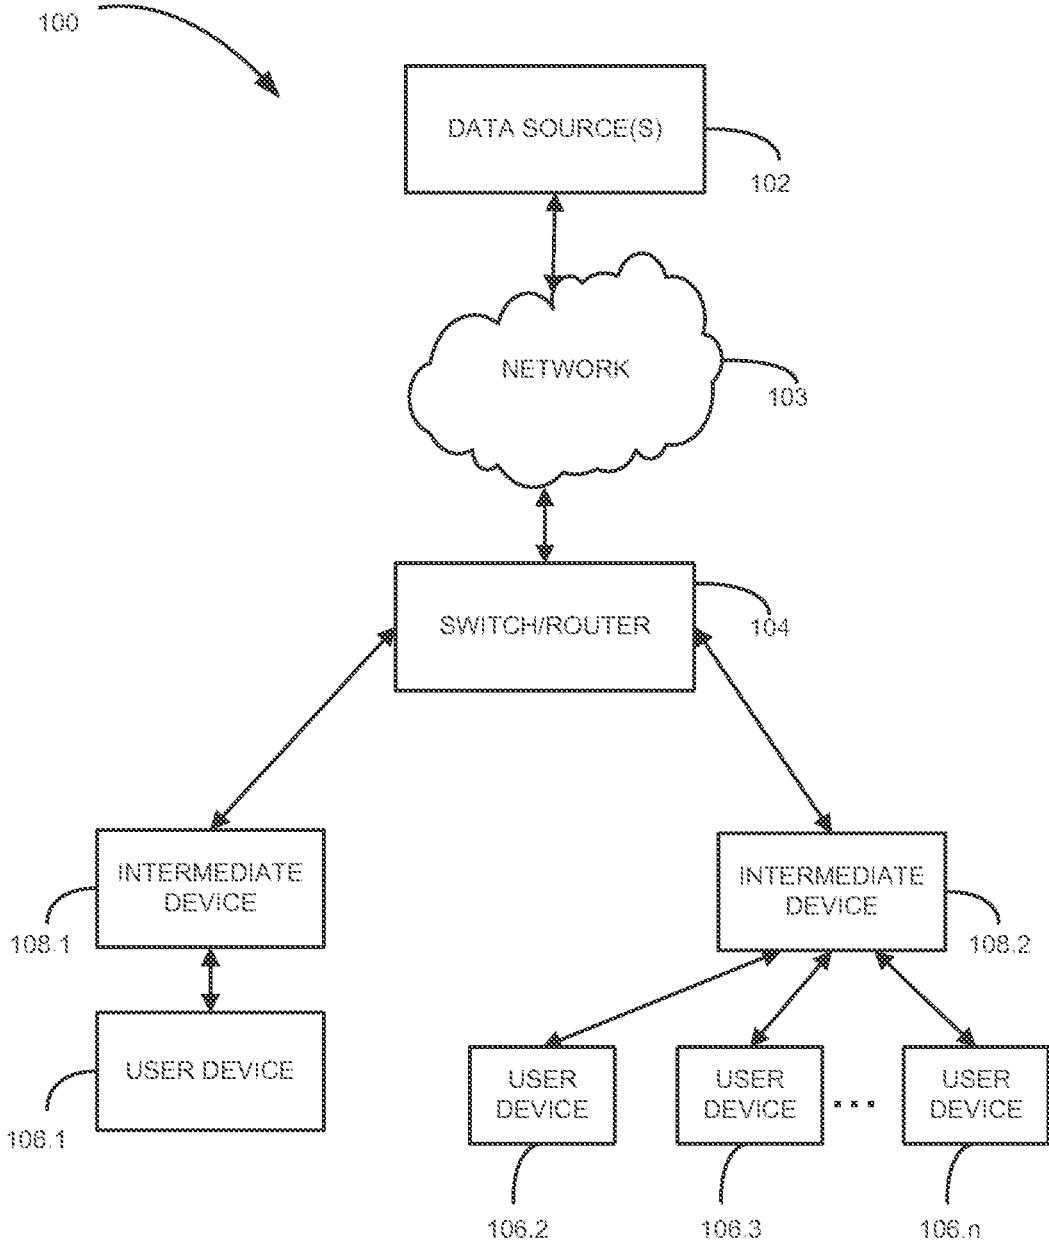 100
DATA SOURCE(S)
102
NETWORK
103
SWITCH/ROUTER
104
INTERMEDIATE
DEVICE
108.1
INTERMEDIATE
DEVICE
108.2
USER DEVICE
106.1
USER
DEVICE
106.2
USER
DEVICE
106.3
...
USER
DEVICE
106.n